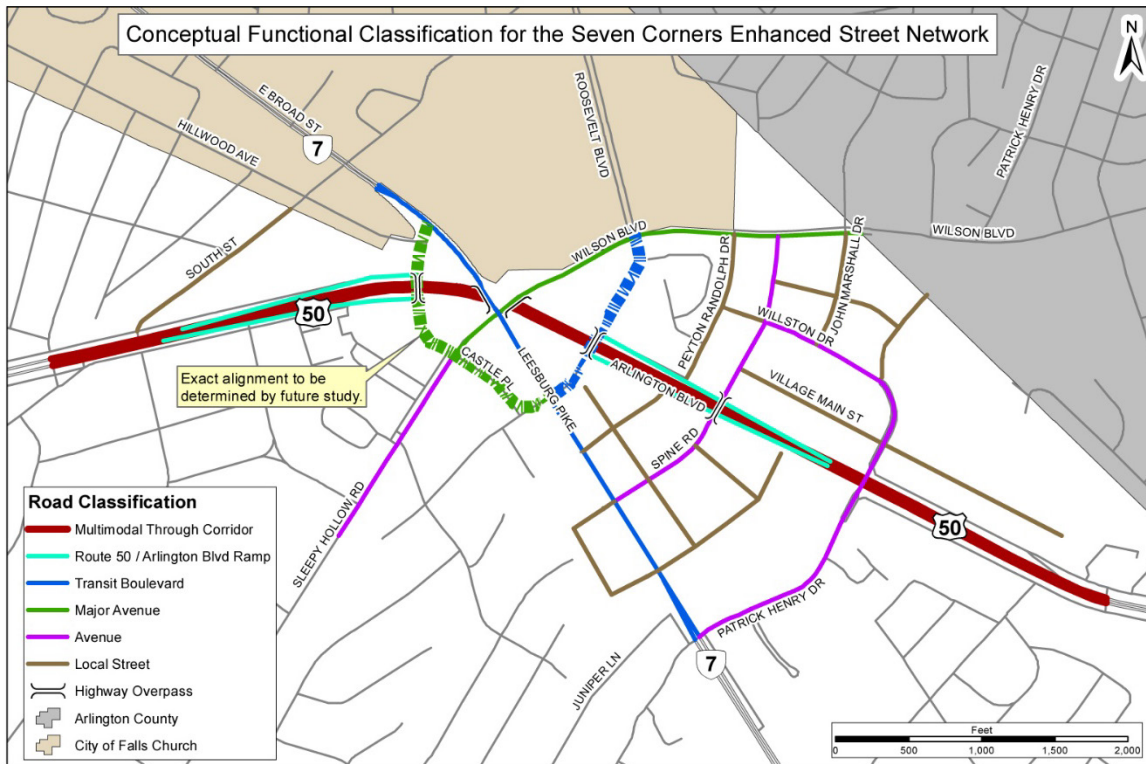 Conceptual Functional Classification for the Seven Corners Enhanced Street Network
N
E BROAD ST
7
HILLWOOD AVE
ROOSEVELT BLVD
PATRICK HENRY DR
SOUTH ST
WILSON BLVD
WILSON BLVD
JOHN MARSHALL DR
PEYTON RANDOLPH DR
50
WILLSTON DR
CASTLE PL
LEESBURG PIKE
ARLINGTON BLVD
VILLAGE MAIN ST
Exact alignment to be
determined by future study.
SPINE RD
50
SLEEPY HOLLOW RD
PATRICK HENRY DR
JUNIPER LN
7
Road Classification
Multimodal Through Corridor
Route 50 / Arlington Blvd Ramp
Transit Boulevard
Major Avenue
Avenue
Local Street
Highway Overpass
Arlington County
City of Falls Church
Feet
0 500 1,000 1,500 2,000